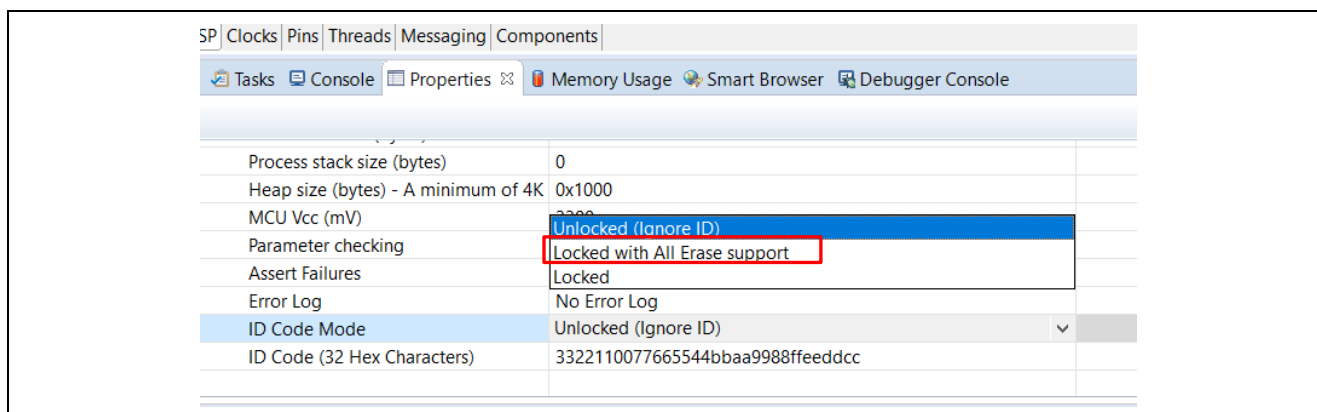 SP Clocks Pins Threads Messaging Components
Tasks Console Properties Memory Usage Smart Browser Debugger Console
Process stack size (bytes) 0
Heap size (bytes) - A minimum of 4K 0x1000
MCU Vcc (mV)
Unlocked (Ignore ID)
Parameter checking
Locked with All Erase support
Assert Failures
Locked
Error Log No Error Log
ID Code Mode Unlocked (Ignore ID)
ID Code (32 Hex Characters) 3322110077665544bbaa9988ffeeddcc